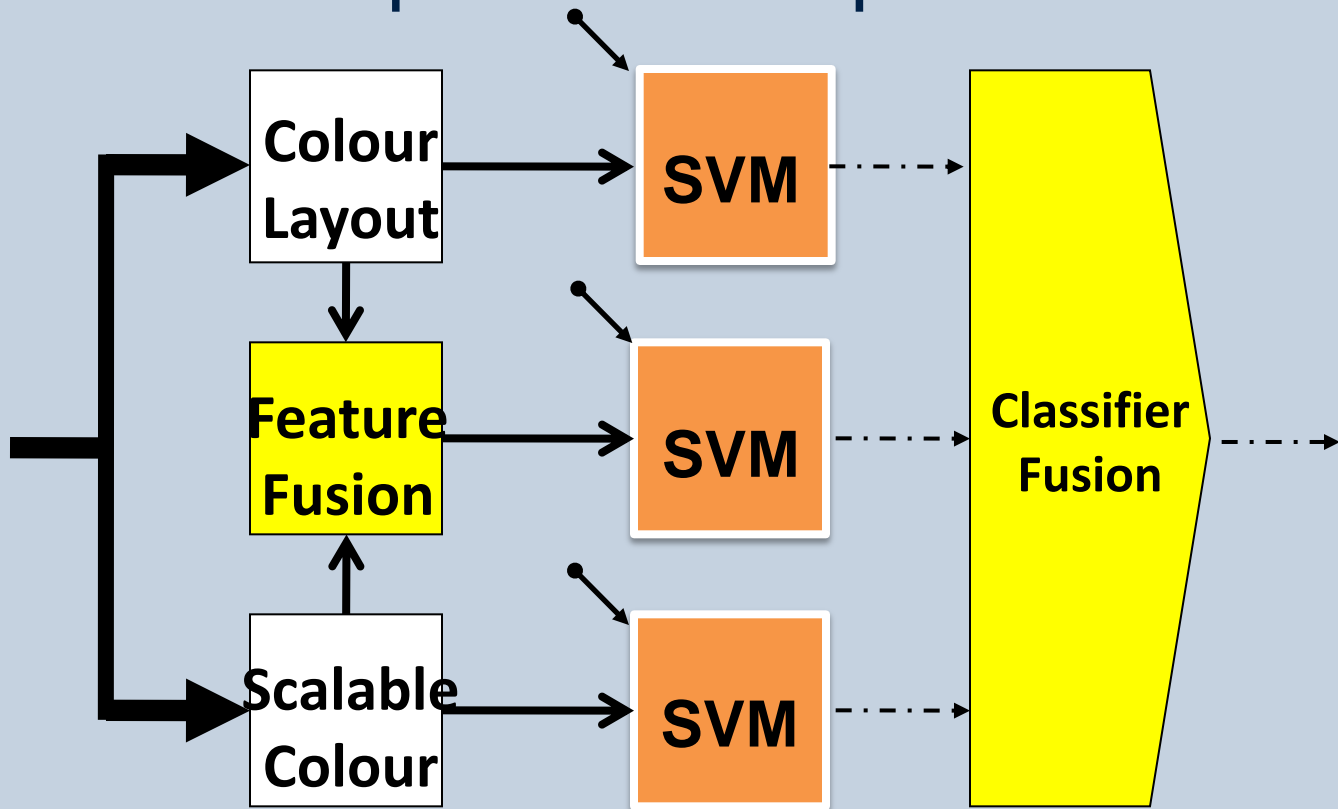 Colour
Layout
SVM
Feature
Fusion
SVM
Classifier
Fusion
Scalable
Colour
SVM